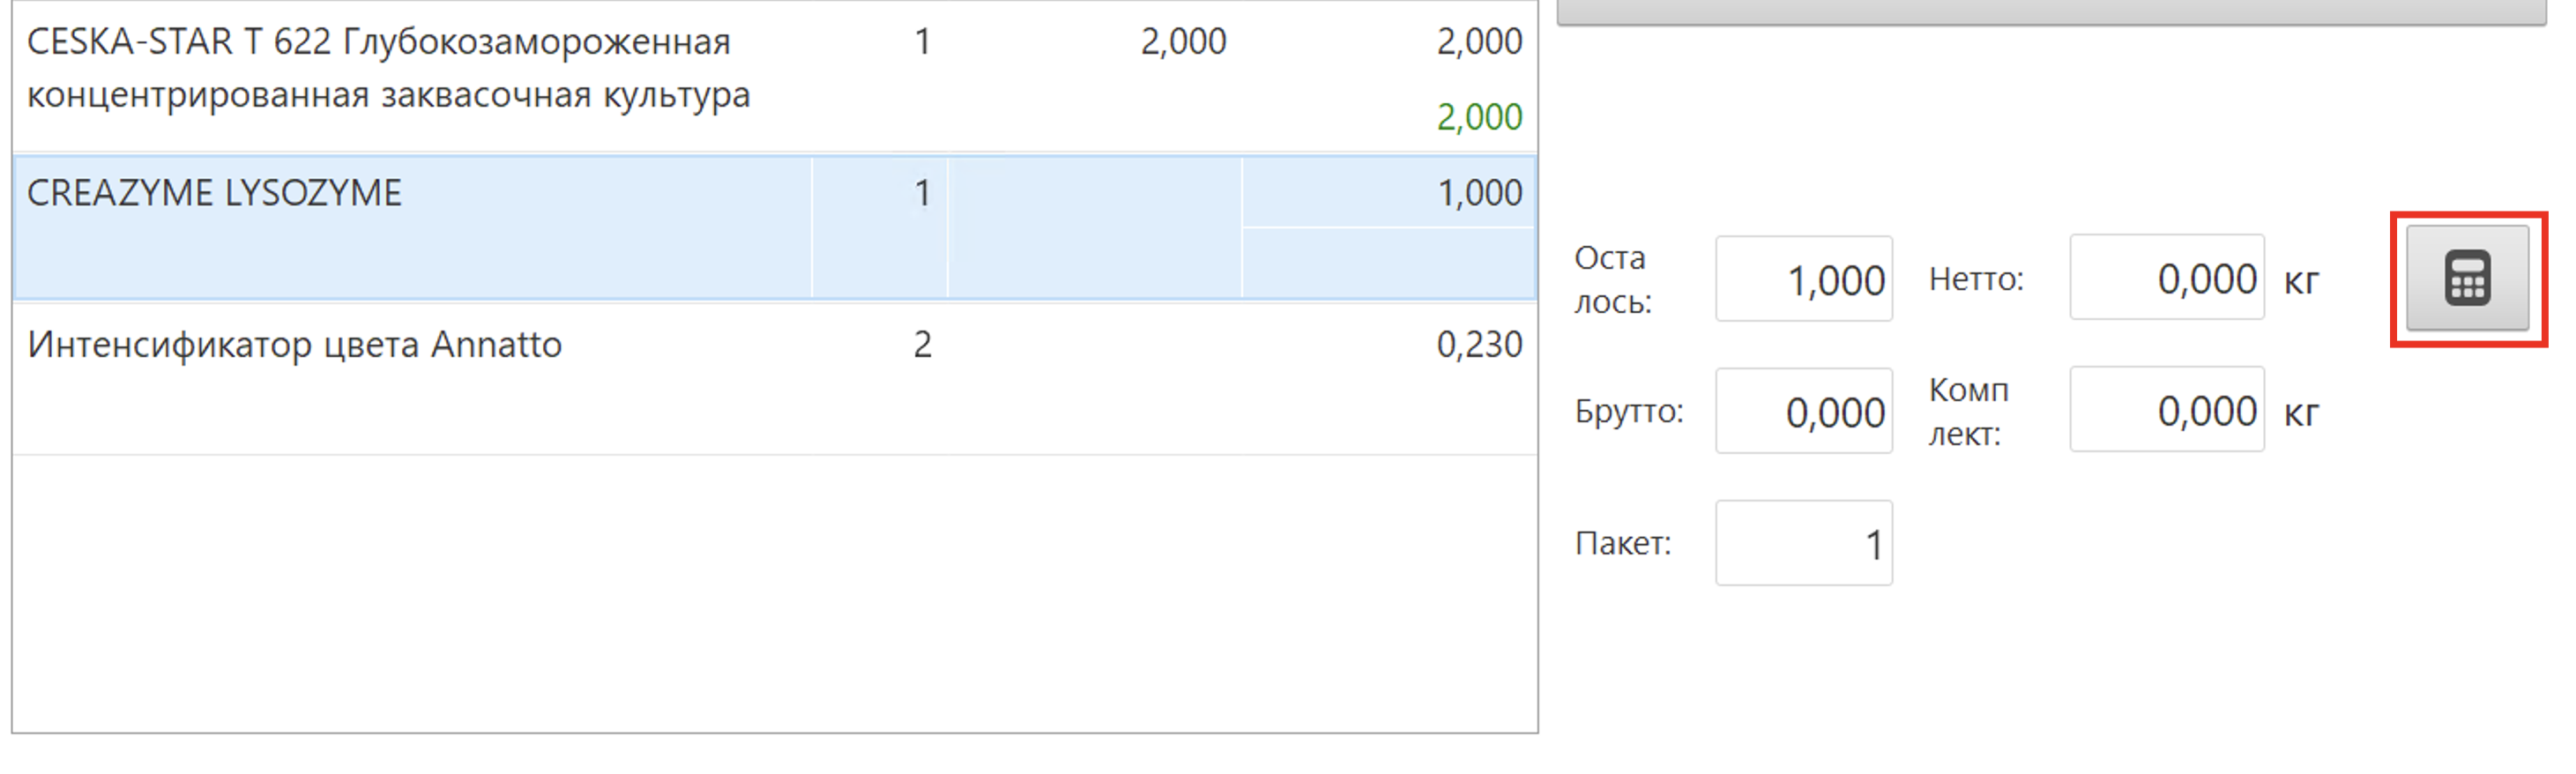 CESKA-STAR T 622 Глубокозамороженная 1 2,000 2,000
концентрированная заквасочная культура
2,000
CREAZYME LYSOZYME 1 1,000
Интенсификатор цвета Annatto 2 0,230
Оста
лось: 1,000 Нетто: 0,000 кг
Брутто: 0,000 Комп
лект: 0,000 кг
Пакет: 1